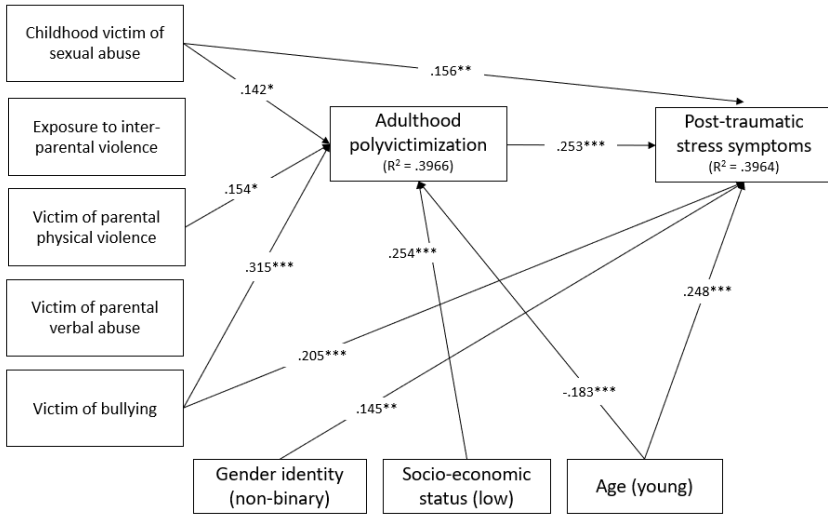 Childhood victim of
sexual abuse
.156**
.142*
Exposure to inter-
parental violence
Adulthood
polyvictimization
(R² = .3966)
.253***
Post-traumatic
stress symptoms
(R² = .3964)
Victim of parental
physical violence
.154*
.315***
.254***
.248***
Victim of parental
verbal abuse
.205***
Victim of bullying
.145**
-.183***
Gender identity
(non-binary)
Socio-economic
status (low)
Age (young)